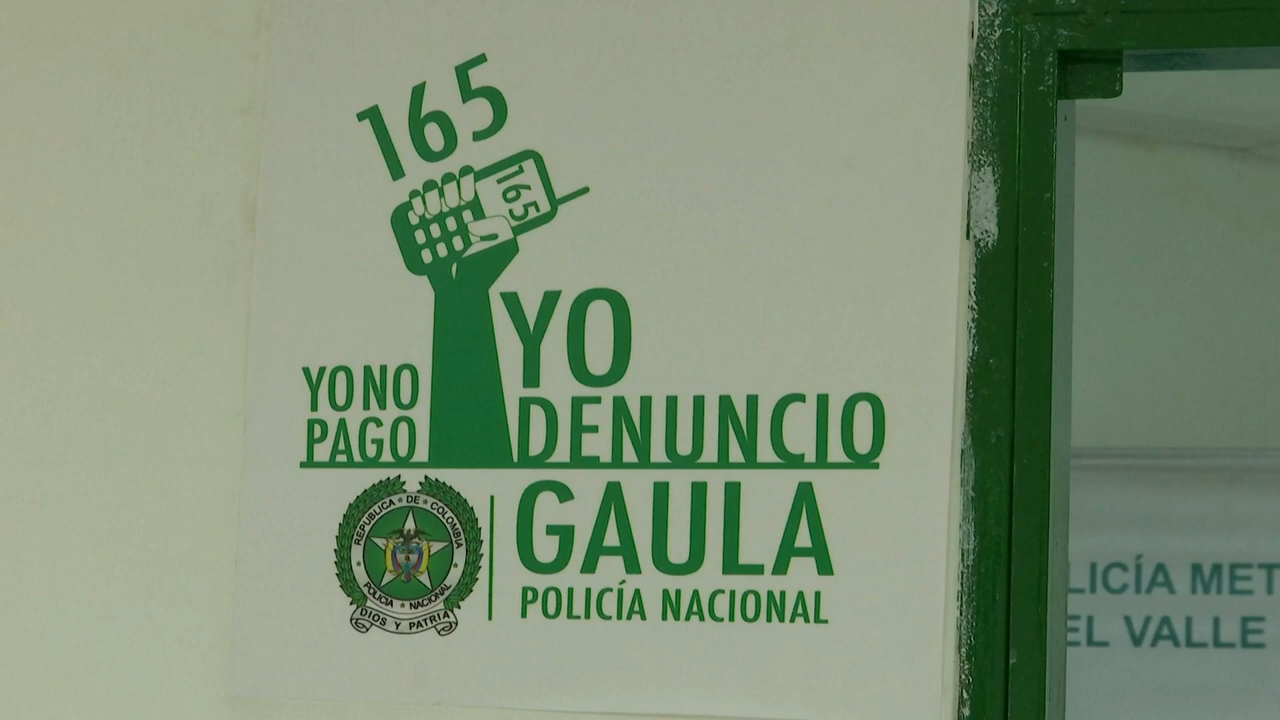 165
165
YO NO
PAGO
YO
DENUNCIO
GAULA
POLICÍA NACIONAL
REPUBLICA DE COLOMBIA
POLICIA NACIONAL
DIOS Y PATRIA
LICÍA MET
EL VALLE